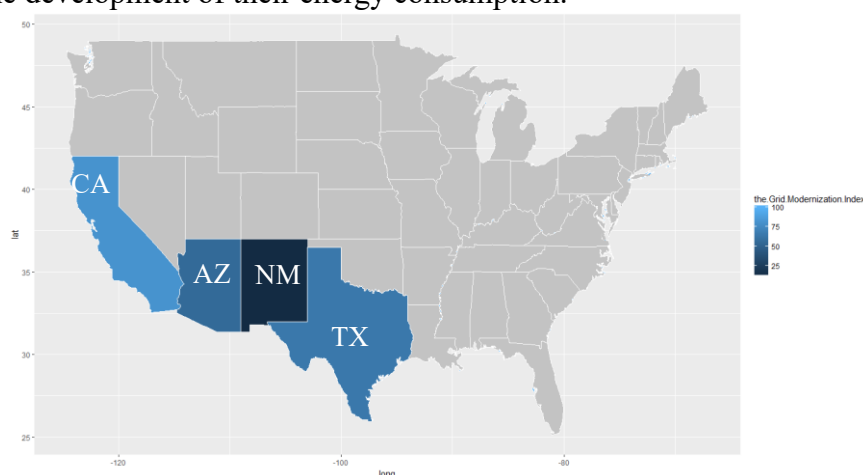 the development of their energy consumption.
50
45
40
35
30
25
lat
CA
AZ
NM
TX
the.Grid.Modernization.Index
100
75
50
25
-120
-100
-80
long